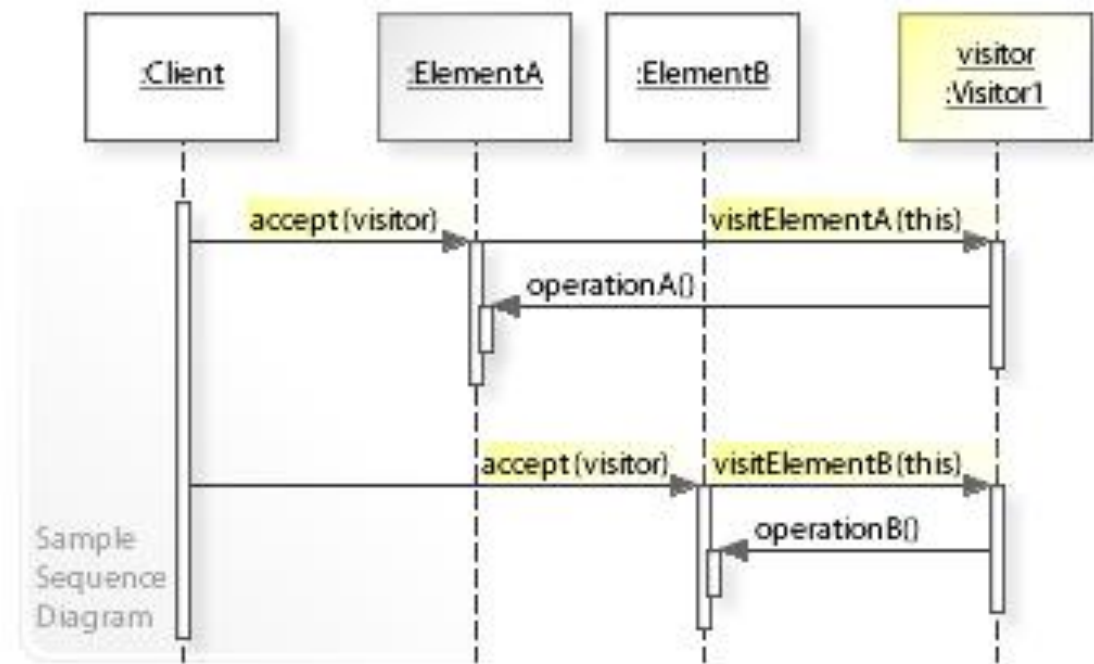 :Client
:ElementA
:ElementB
visitor
:Visitor1
accept(visitor)
visitElementA(this)
operationA()
accept(visitor)
visitElementB(this)
operationB()
Sample
Sequence
Diagram